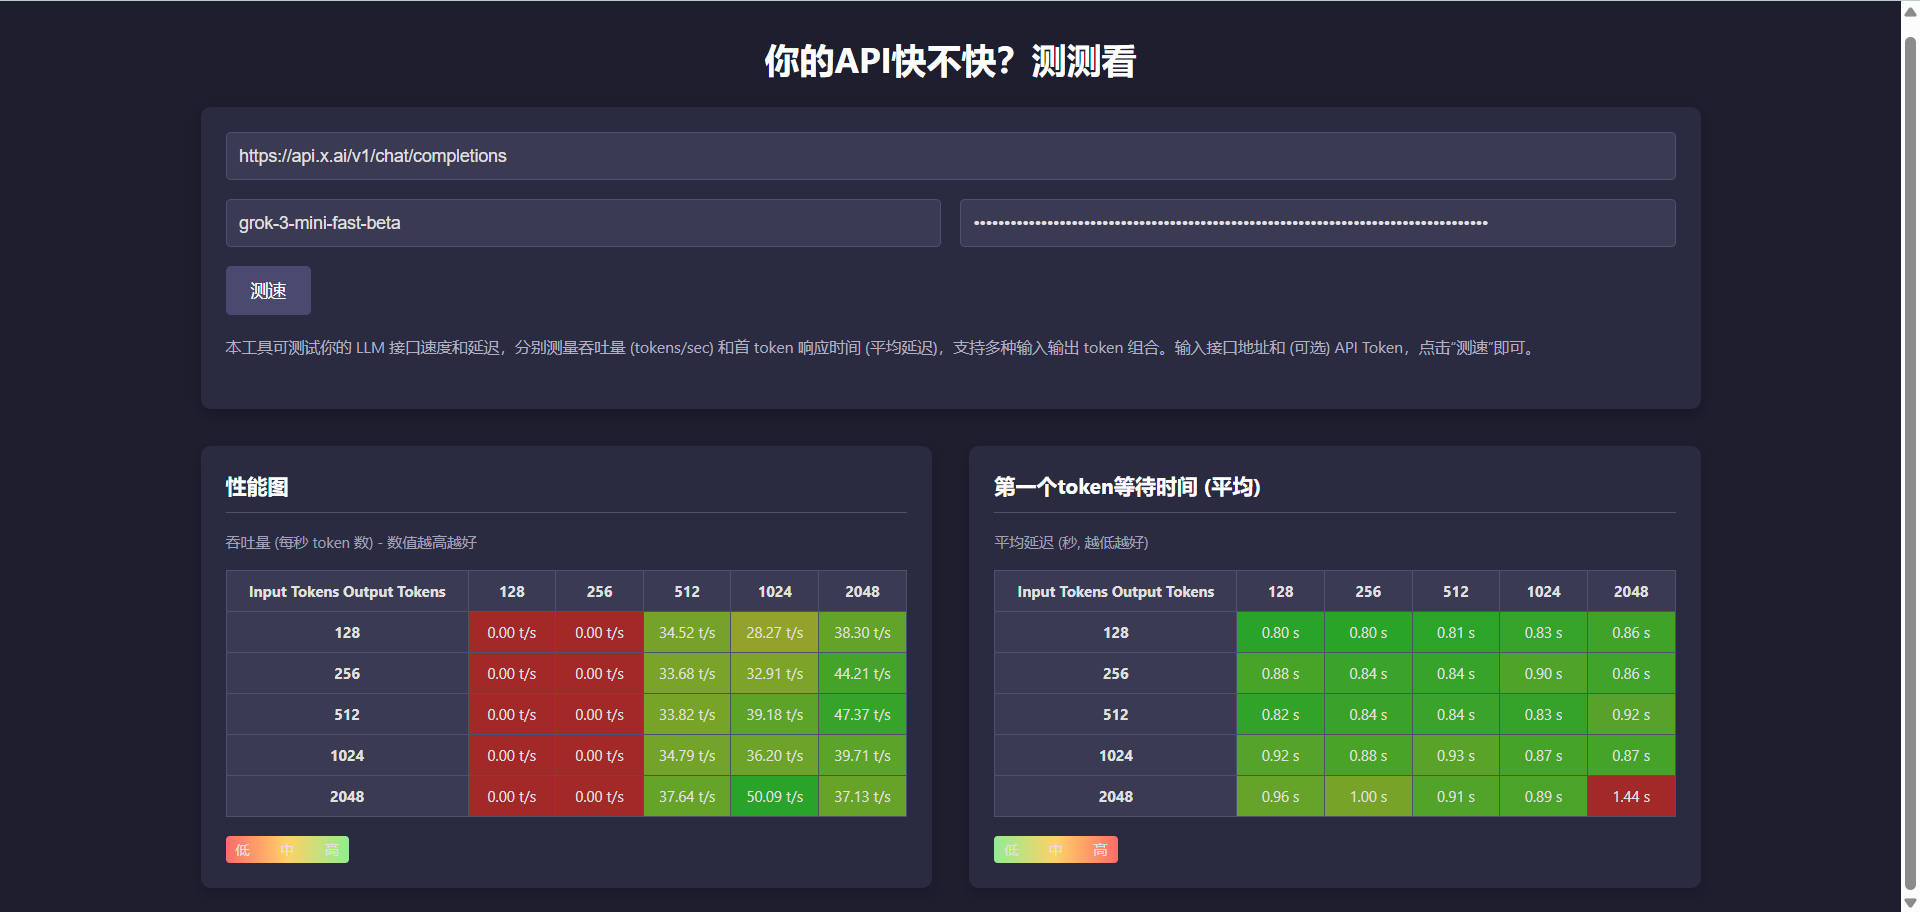 你的API快不快？测测看
https://api.x.ai/v1/chat/completions
grok-3-mini-fast-beta
••••••••••••••••••••••••••••••••••••••••••••••••••••••••••••••••••••••••••••••••••••
测速
本工具可测试你的 LLM 接口速度和延迟，分别测量吞吐量 (tokens/sec) 和首 token 响应时间 (平均延迟)，支持多种输入输出 token 组合。输入接口地址和 (可选) API Token，点击“测速”即可。
性能图
吞吐量 (每秒 token 数) - 数值越高越好
Input Tokens Output Tokens 128 256 512 1024 2048
128 0.00 t/s 0.00 t/s 34.52 t/s 28.27 t/s 38.30 t/s
256 0.00 t/s 0.00 t/s 33.68 t/s 32.91 t/s 44.21 t/s
512 0.00 t/s 0.00 t/s 33.82 t/s 39.18 t/s 47.37 t/s
1024 0.00 t/s 0.00 t/s 34.79 t/s 36.20 t/s 39.71 t/s
2048 0.00 t/s 0.00 t/s 37.64 t/s 50.09 t/s 37.13 t/s
低 中 高
第一个token等待时间 (平均)
平均延迟 (秒, 越低越好)
Input Tokens Output Tokens 128 256 512 1024 2048
128 0.80 s 0.80 s 0.81 s 0.83 s 0.86 s
256 0.88 s 0.84 s 0.84 s 0.90 s 0.86 s
512 0.82 s 0.84 s 0.84 s 0.83 s 0.92 s
1024 0.92 s 0.88 s 0.93 s 0.87 s 0.87 s
2048 0.96 s 1.00 s 0.91 s 0.89 s 1.44 s
低 中 高